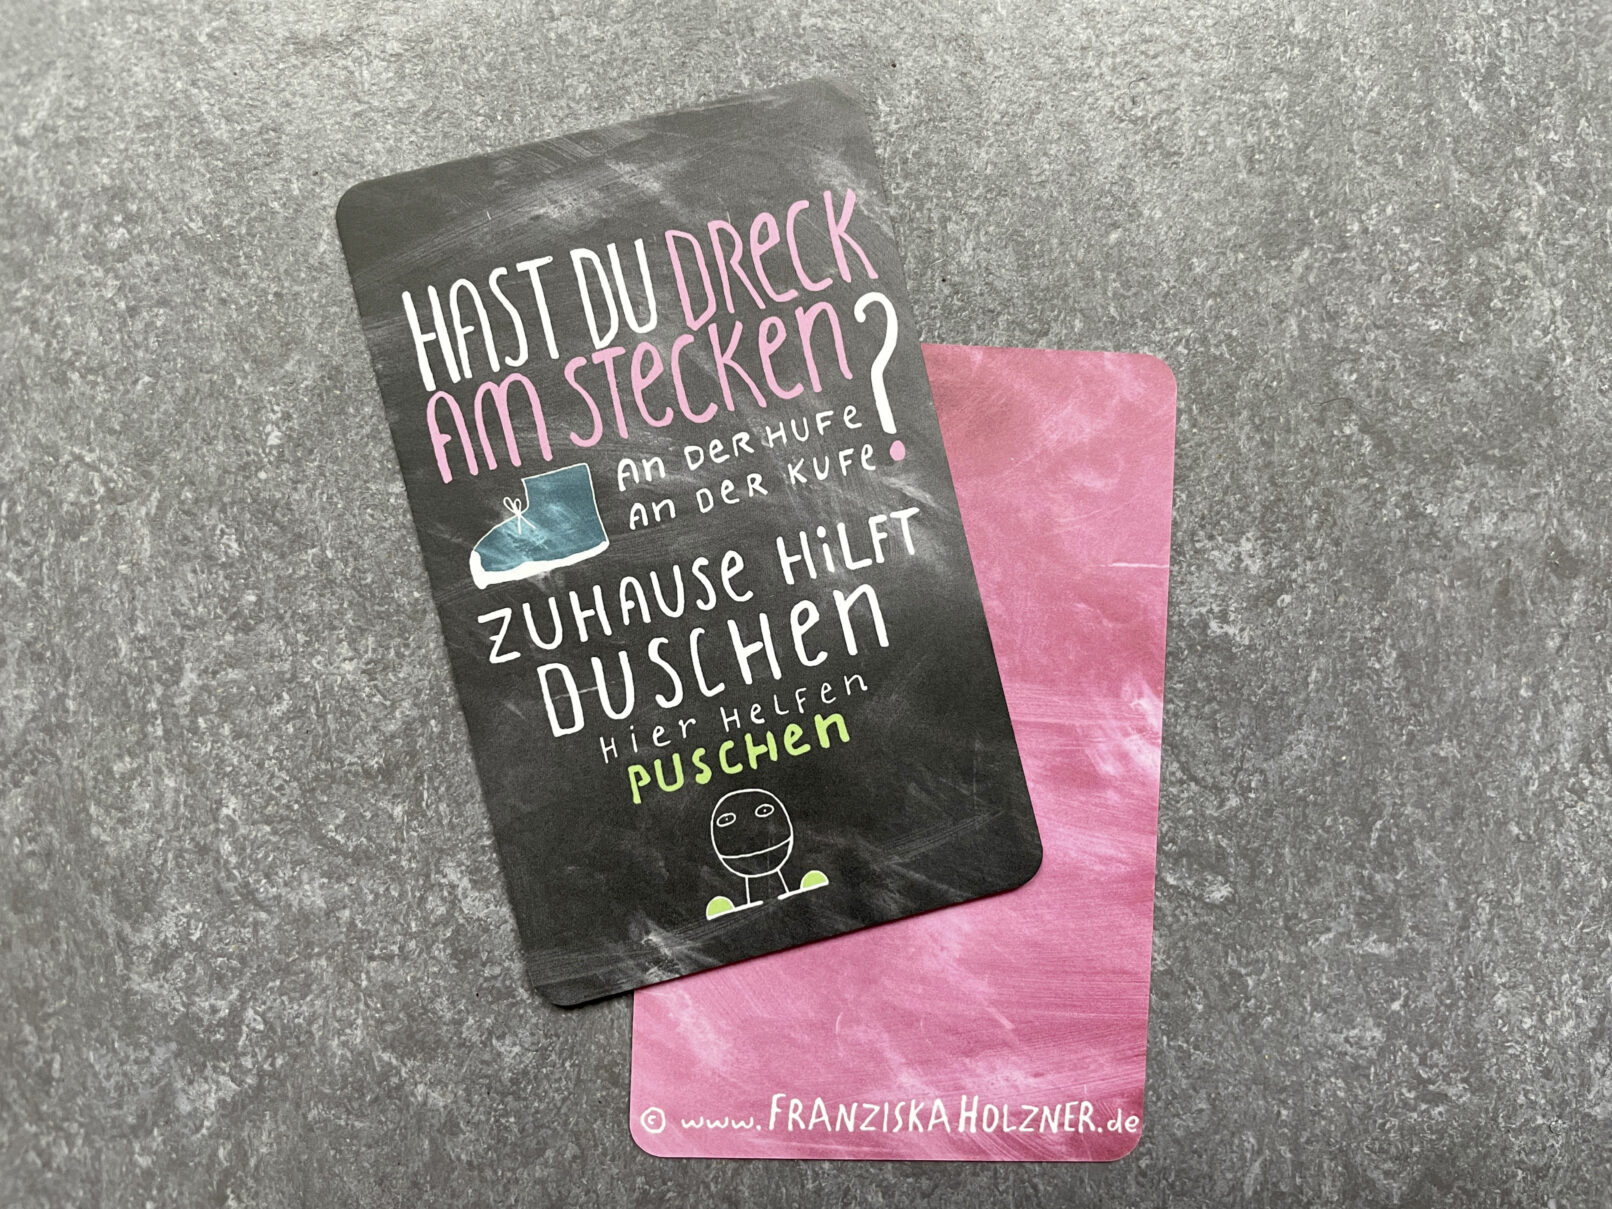 HAST DU DRECK
AM STECKEN?
AN DER HUFE
AN DER KUFE
ZUHAUSE HILFT
DUSCHEN
HIER HELFEN
PUSCHEN
© www.FRANZISKAHOLZNER.de